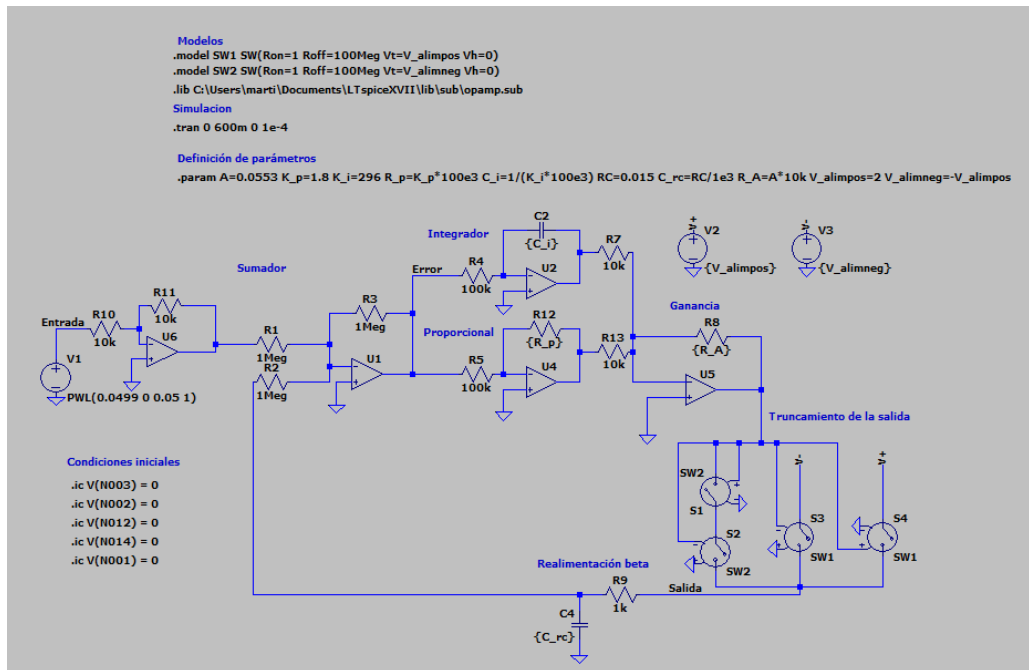 Modelos
.model SW1 SW(Ron=1 Roff=100Meg Vt=V_alimpos Vh=0)
.model SW2 SW(Ron=1 Roff=100Meg Vt=V_alimneg Vh=0)
.lib C:\Users\marti\Documents\LTspiceXVII\lib\sub\opamp.sub
Simulacion
.tran 0 600m 0 1e-4
Definición de parámetros
.param A=0.0553 K_p=1.8 K_i=296 R_p=K_p*100e3 C_i=1/(K_i*100e3) RC=0.015 C_rc=RC/1e3 R_A=A*10k V_alimpos=2 V_alimneg=-V_alimpos
Integrador
C2
{C_i}
R4
100k
U2
R7
10k
+V
V2
{V_alimpos}
-V
V3
{V_alimneg}
Sumador
Error
R3
1Meg
Entrada
R10
10k
R11
10k
U6
V1
PWL(0.0499 0 0.05 1)
R1
1Meg
R2
1Meg
U1
Proporcional
R5
100k
R12
{R_p}
U4
R13
10k
Ganancia
R8
{R_A}
U5
Truncamiento de la salida
SW2
S1
S2
SW2
-V
S3
SW1
+V
S4
SW1
Condiciones iniciales
.ic V(N003) = 0
.ic V(N002) = 0
.ic V(N012) = 0
.ic V(N014) = 0
.ic V(N001) = 0
Realimentación beta
R9
1k
Salida
C4
{C_rc}